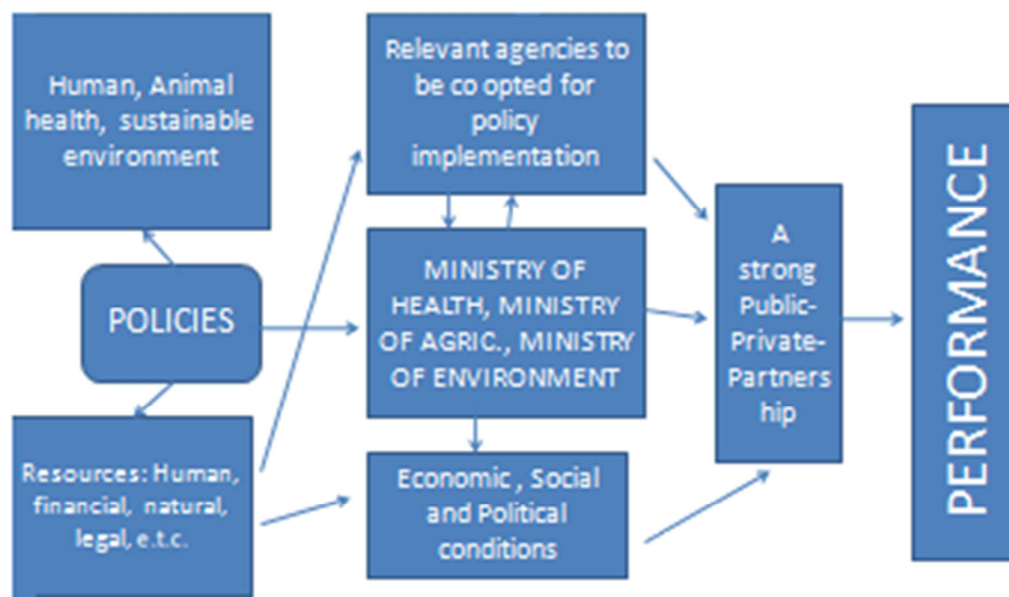 Human, Animal
health, sustainable
environment
POLICIES
Resources: Human,
financial, natural,
legal, e.t.c.
Relevant agencies to
be co opted for
policy
implementation
MINISTRY OF
HEALTH, MINISTRY
OF AGRIC., MINISTRY
OF ENVIRONMENT
Economic , Social
and Political
conditions
A
strong
Public-
Private-
Partners
hip
PERFORMANCE